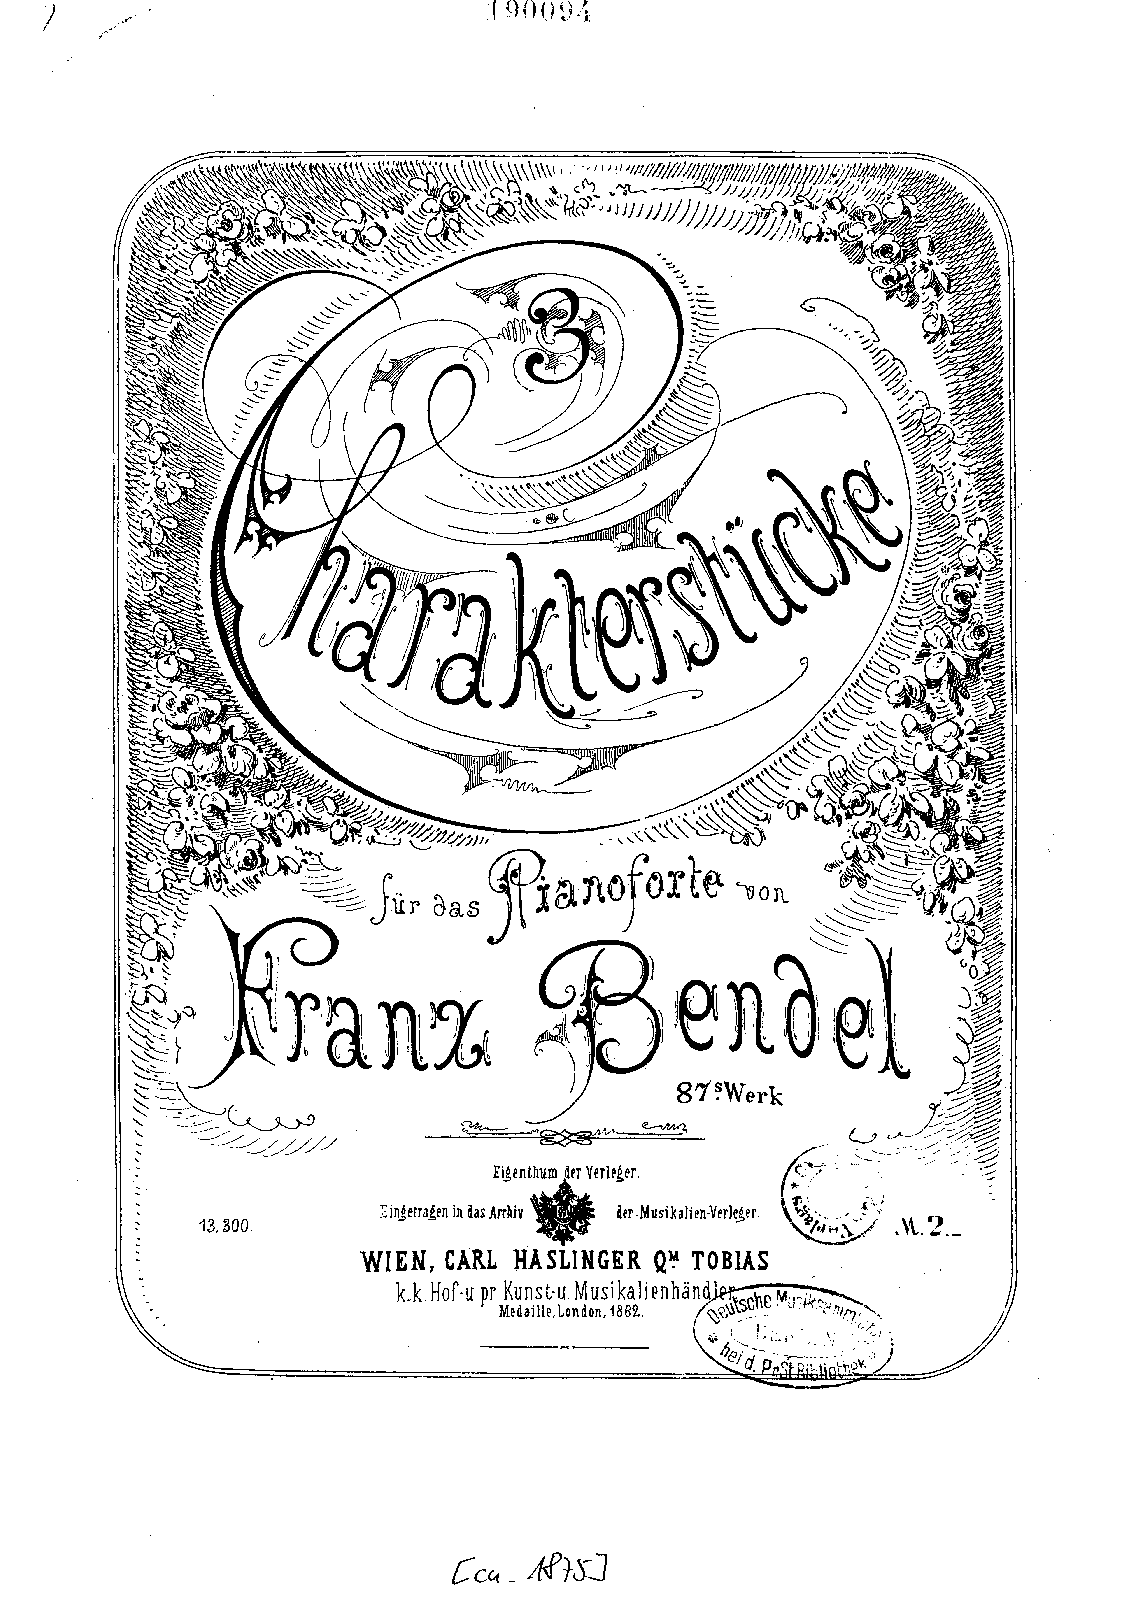 190094
3
Charakterstücke
für das Pianoforte von
Franz Bendel
87s Werk
Eigenthum der Verleger.
Eingetragen in das Archiv der Musikalien-Verleger.
13,300.
M. 2._
WIEN, CARL HASLINGER QM TOBIAS
k.k. Hof-u pr Kunst-u. Musikalienhändler
Medaille, London, 1862.
Deutsche Musiksammlg
bei d. Pr. St. Bibliothek
[ca. 1875]